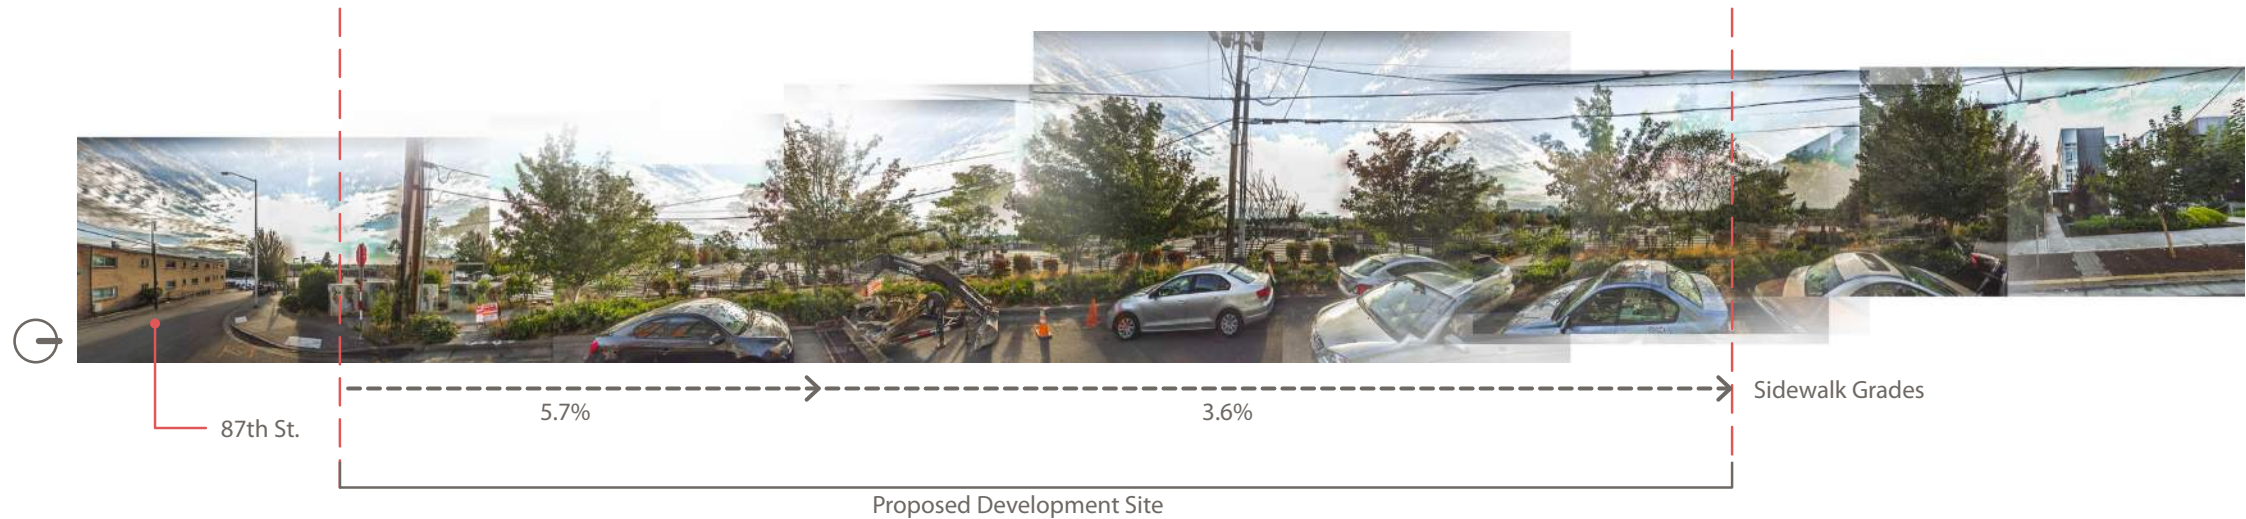 Sidewalk Grades
5.7%
3.6%
87th St.
Proposed Development Site